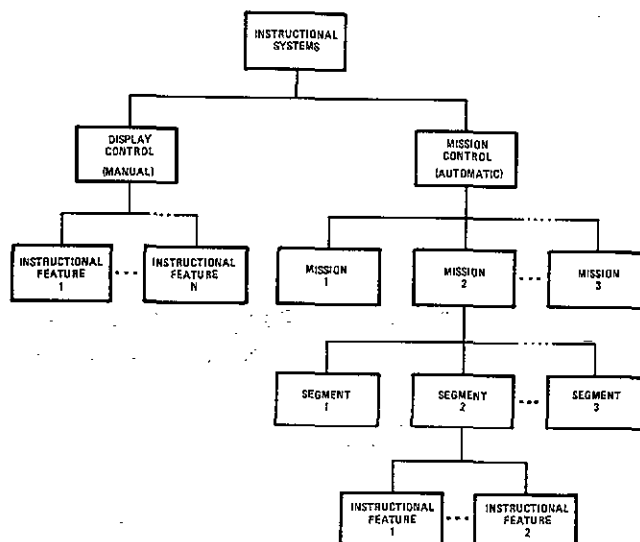 INSTRUCTIONAL
SYSTEMS
DISPLAY
CONTROL
(MANUAL)
MISSION
CONTROL
(AUTOMATIC)
INSTRUCTIONAL
FEATURE
1
INSTRUCTIONAL
FEATURE
N
MISSION
1
MISSION
2
MISSION
3
SEGMENT
1
SEGMENT
2
SEGMENT
3
INSTRUCTIONAL
FEATURE
1
INSTRUCTIONAL
FEATURE
2